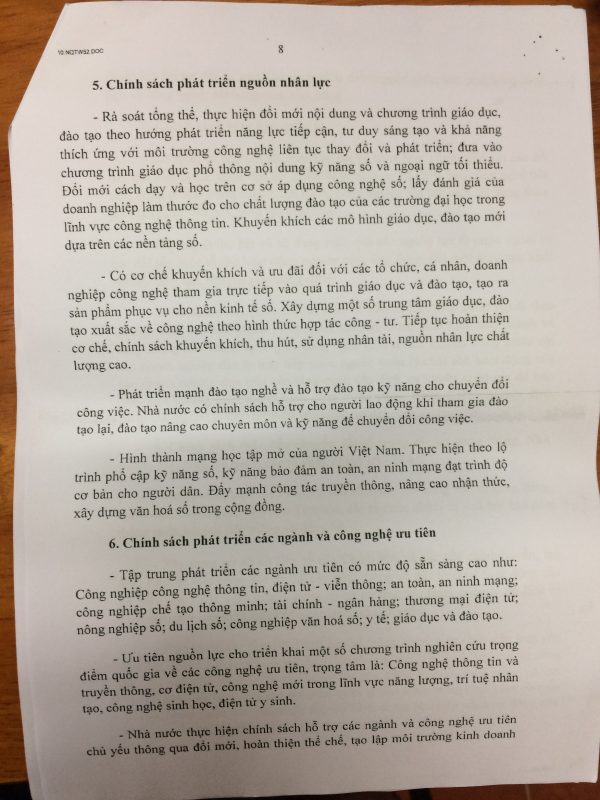 10.NQTW52.DOC
8
5. Chính sách phát triển nguồn nhân lực
- Rà soát tổng thể, thực hiện đổi mới nội dung và chương trình giáo dục,
đào tạo theo hướng phát triển năng lực tiếp cận, tư duy sáng tạo và khả năng
thích ứng với môi trường công nghệ liên tục thay đổi và phát triển; đưa vào
chương trình giáo dục phổ thông nội dung kỹ năng số và ngoại ngữ tối thiểu.
Đổi mới cách dạy và học trên cơ sở áp dụng công nghệ số; lấy đánh giá của
doanh nghiệp làm thước đo cho chất lượng đào tạo của các trường đại học trong
lĩnh vực công nghệ thông tin. Khuyến khích các mô hình giáo dục, đào tạo mới
dựa trên các nền tảng số.
- Có cơ chế khuyến khích và ưu đãi đối với các tổ chức, cá nhân, doanh
nghiệp công nghệ tham gia trực tiếp vào quá trình giáo dục và đào tạo, tạo ra
sản phẩm phục vụ cho nền kinh tế số. Xây dựng một số trung tâm giáo dục, đào
tạo xuất sắc về công nghệ theo hình thức hợp tác công - tư. Tiếp tục hoàn thiện
cơ chế, chính sách khuyến khích, thu hút, sử dụng nhân tài, nguồn nhân lực chất
lượng cao.
- Phát triển mạnh đào tạo nghề và hỗ trợ đào tạo kỹ năng cho chuyển đổi
công việc. Nhà nước có chính sách hỗ trợ cho người lao động khi tham gia đào
tạo lại, đào tạo nâng cao chuyên môn và kỹ năng để chuyển đổi công việc.
- Hình thành mạng học tập mở của người Việt Nam. Thực hiện theo lộ
trình phổ cập kỹ năng số, kỹ năng bảo đảm an toàn, an ninh mạng đạt trình độ
cơ bản cho người dân. Đẩy mạnh công tác truyền thông, nâng cao nhận thức,
xây dựng văn hoá số trong cộng đồng.
6. Chính sách phát triển các ngành và công nghệ ưu tiên
- Tập trung phát triển các ngành ưu tiên có mức độ sẵn sàng cao như:
Công nghiệp công nghệ thông tin, điện tử - viễn thông; an toàn, an ninh mạng;
công nghiệp chế tạo thông minh; tài chính - ngân hàng; thương mại điện tử;
nông nghiệp số; du lịch số; công nghiệp văn hoá số; y tế; giáo dục và đào tạo.
- Ưu tiên nguồn lực cho triển khai một số chương trình nghiên cứu trọng
điểm quốc gia về các công nghệ ưu tiên, trọng tâm là: Công nghệ thông tin và
truyền thông, cơ điện tử, công nghệ mới trong lĩnh vực năng lượng, trí tuệ nhân
tạo, công nghệ sinh học, điện tử y sinh.
- Nhà nước thực hiện chính sách hỗ trợ các ngành và công nghệ ưu tiên
chủ yếu thông qua đổi mới, hoàn thiện thể chế, tạo lập môi trường kinh doanh